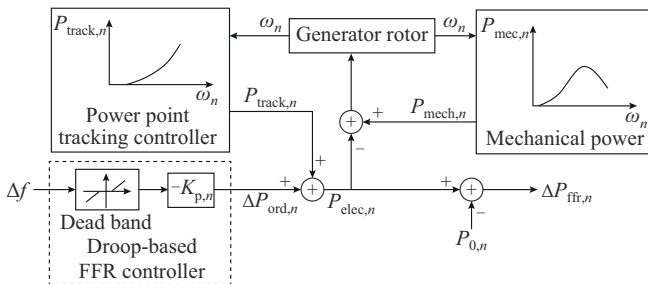 P_track,n
ω_n
Power point
tracking controller
ω_n
Generator rotor
ω_n
P_mec,n
ω_n
Mechanical power
P_track,n
+
P_mech,n
+
−
+
Δf
Dead band
−K_p,n
Droop-based
FFR controller
ΔP_ord,n
+
+
P_elec,n
+
+
−
P_0,n
ΔP_ffr,n